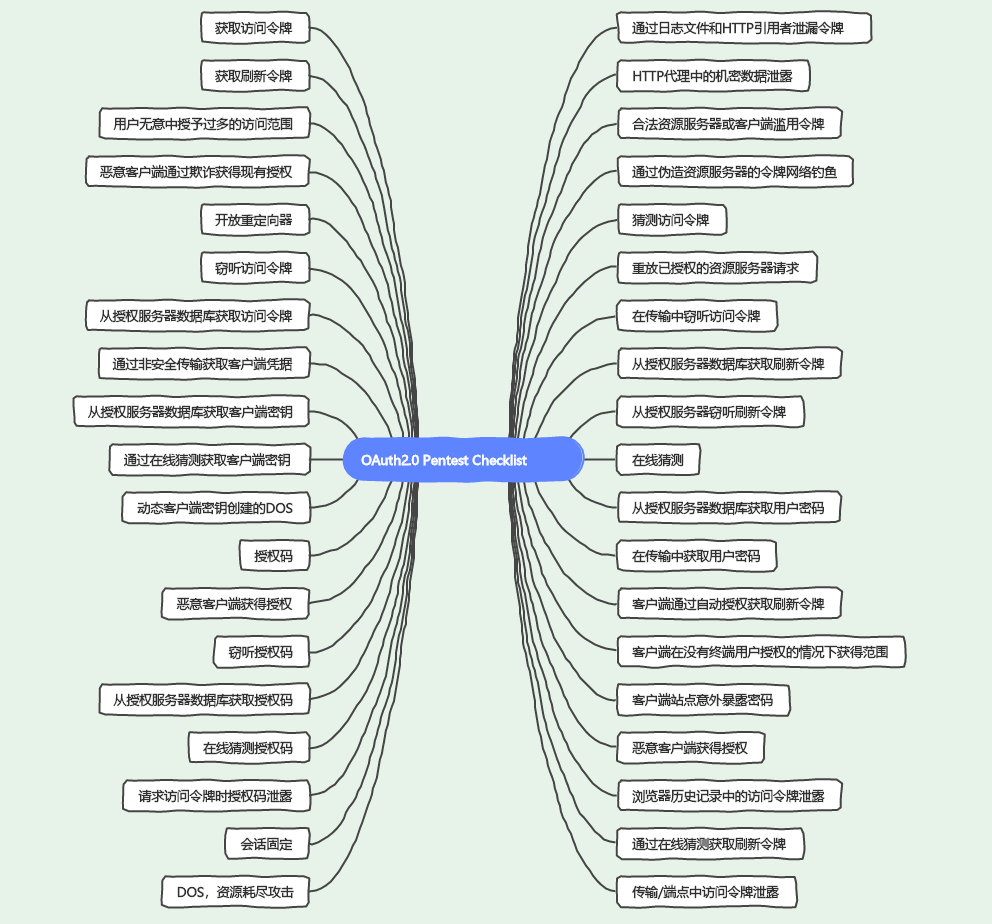 OAuth2.0 Pentest Checklist
获取访问令牌
获取刷新令牌
用户无意中授予过多的访问范围
恶意客户端通过欺诈获得现有授权
开放重定向器
窃听访问令牌
从授权服务器数据库获取访问令牌
通过非安全传输获取客户端凭据
从授权服务器数据库获取客户端密钥
通过在线猜测获取客户端密钥
动态客户端密钥创建的DOS
授权码
恶意客户端获得授权
窃听授权码
从授权服务器数据库获取授权码
在线猜测授权码
请求访问令牌时授权码泄露
会话固定
DOS，资源耗尽攻击
通过日志文件和HTTP引用者泄漏令牌
HTTP代理中的机密数据泄露
合法资源服务器或客户端滥用令牌
通过伪造资源服务器的令牌网络钓鱼
猜测访问令牌
重放已授权的资源服务器请求
在传输中窃听访问令牌
从授权服务器数据库获取刷新令牌
从授权服务器窃听刷新令牌
在线猜测
从授权服务器数据库获取用户密码
在传输中获取用户密码
客户端通过自动授权获取刷新令牌
客户端在没有终端用户授权的情况下获得范围
客户端站点意外暴露密码
恶意客户端获得授权
浏览器历史记录中的访问令牌泄露
通过在线猜测获取刷新令牌
传输/端点中访问令牌泄露